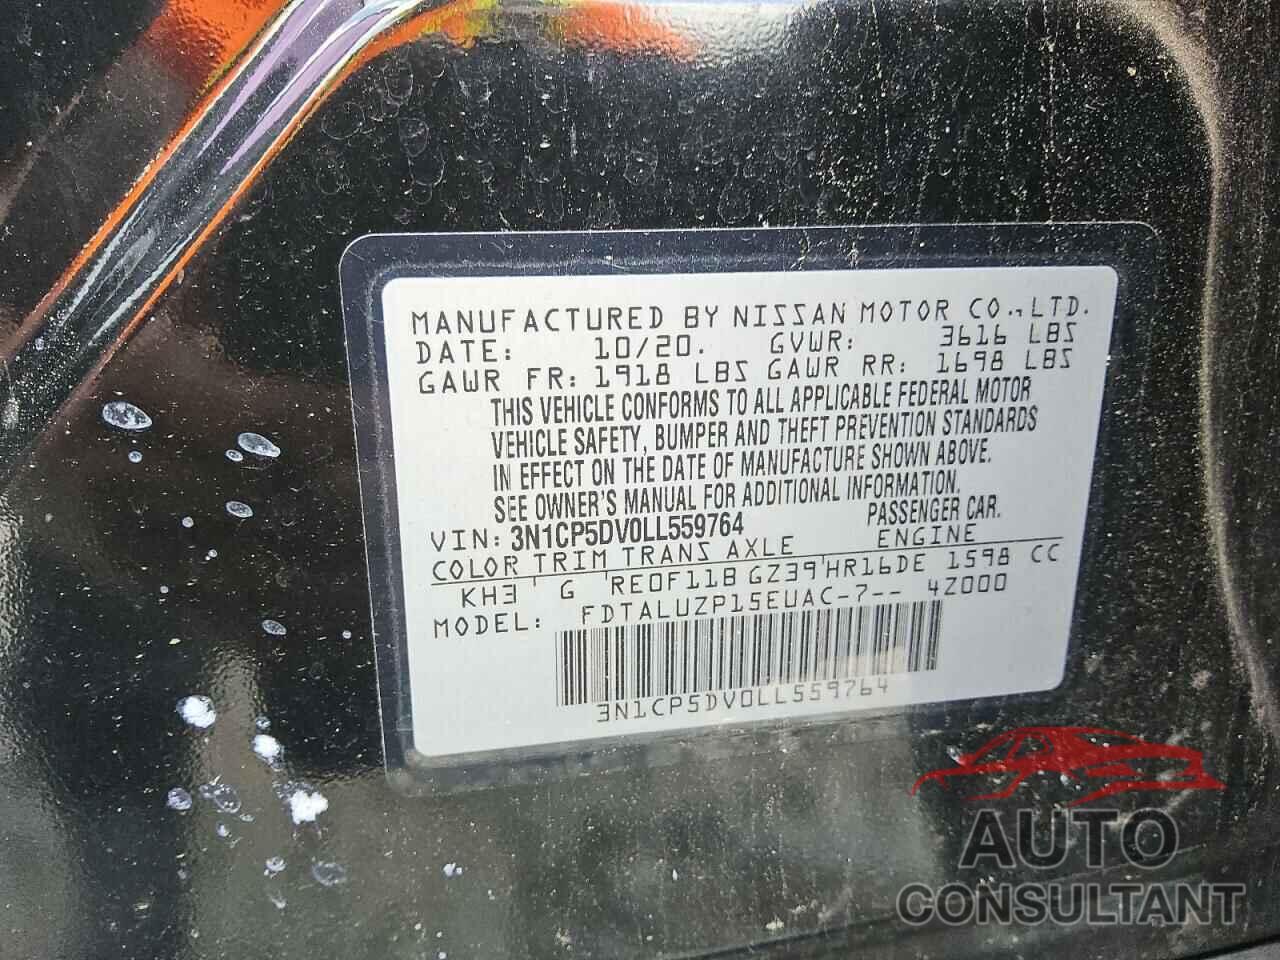 MANUFACTURED BY NISSAN MOTOR CO.,LTD.
DATE: 10/20. GVWR: 3616 LBS
GAWR FR: 1918 LBS GAWR RR: 1698 LBS
THIS VEHICLE CONFORMS TO ALL APPLICABLE FEDERAL MOTOR
VEHICLE SAFETY, BUMPER AND THEFT PREVENTION STANDARDS
IN EFFECT ON THE DATE OF MANUFACTURE SHOWN ABOVE.
SEE OWNER'S MANUAL FOR ADDITIONAL INFORMATION.
VIN: 3N1CP5DV0LL559764 PASSENGER CAR.
COLOR TRIM TRANS AXLE ENGINE
KH3 G RE0F11B GZ39 HR16DE 1598 CC
MODEL: FDTALUZP15EUAC-7-- 4Z000
3N1CP5DV0LL559764
AUTO
CONSULTANT